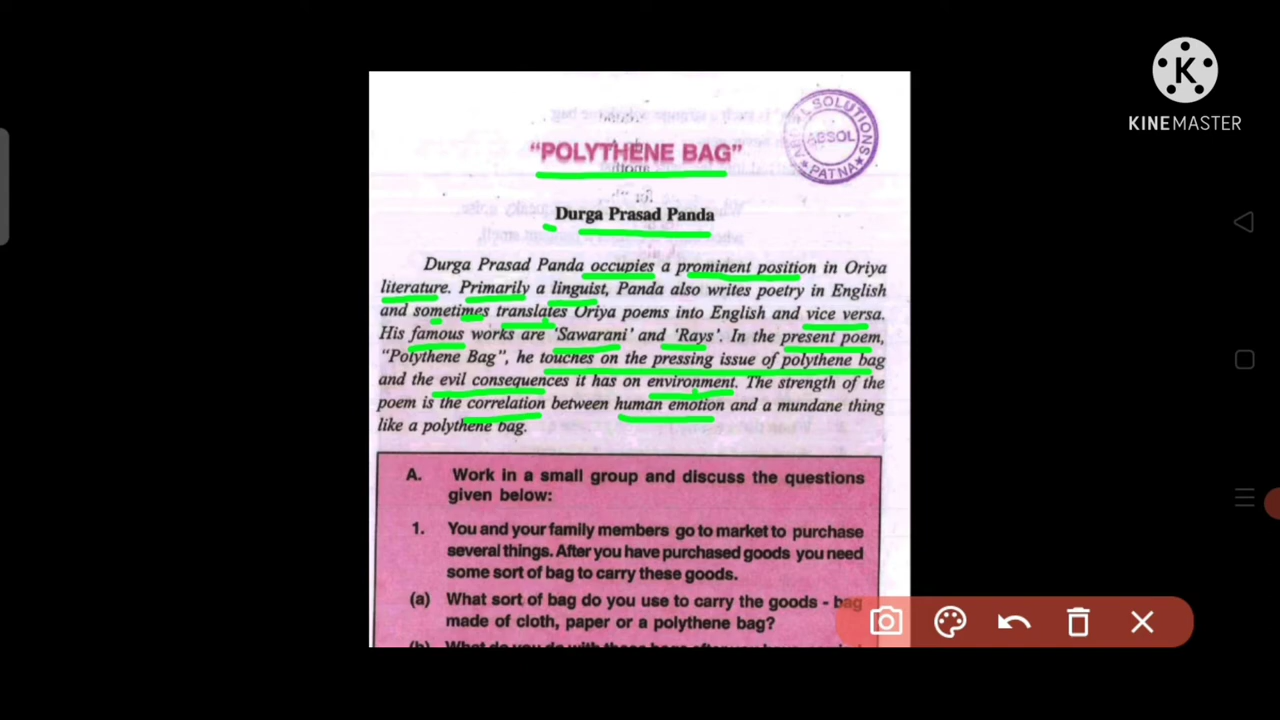 KINEMASTER
SOLUTIONS
ABSOL
PATNA
"POLYTHENE BAG"
Durga Prasad Panda
Durga Prasad Panda occupies a prominent position in Oriya
literature. Primarily a linguist, Panda also writes poetry in English
and sometimes translates Oriya poems into English and vice versa.
His famous works are 'Sawarani' and 'Rays'. In the present poem,
"Polythene Bag", he touches on the pressing issue of polythene bag
and the evil consequences it has on environment. The strength of the
poem is the correlation between human emotion and a mundane thing
like a polythene bag.
A. Work in a small group and discuss the questions
given below:
1. You and your family members go to market to purchase
several things. After you have purchased goods you need
some sort of bag to carry these goods.
(a) What sort of bag do you use to carry the goods - bag
made of cloth, paper or a polythene bag?